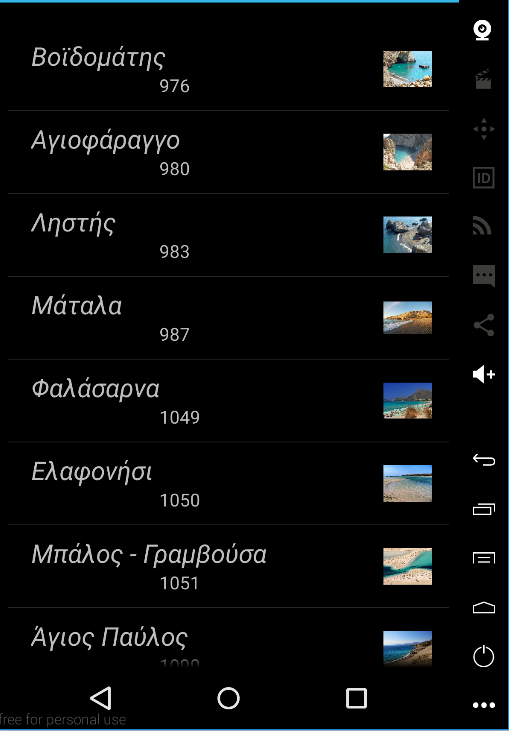 Βοϊδομάτης
976
Αγιοφάραγγο
980
Ληστής
983
Μάταλα
987
Φαλάσαρνα
1049
Ελαφονήσι
1050
Μπάλος - Γραμβούσα
1051
Άγιος Παύλος
free for personal use
ID